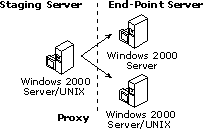 Staging Server
End-Point Server
Windows 2000
Server
Windows 2000
Server/UNIX
Proxy
Windows 2000
Server/UNIX